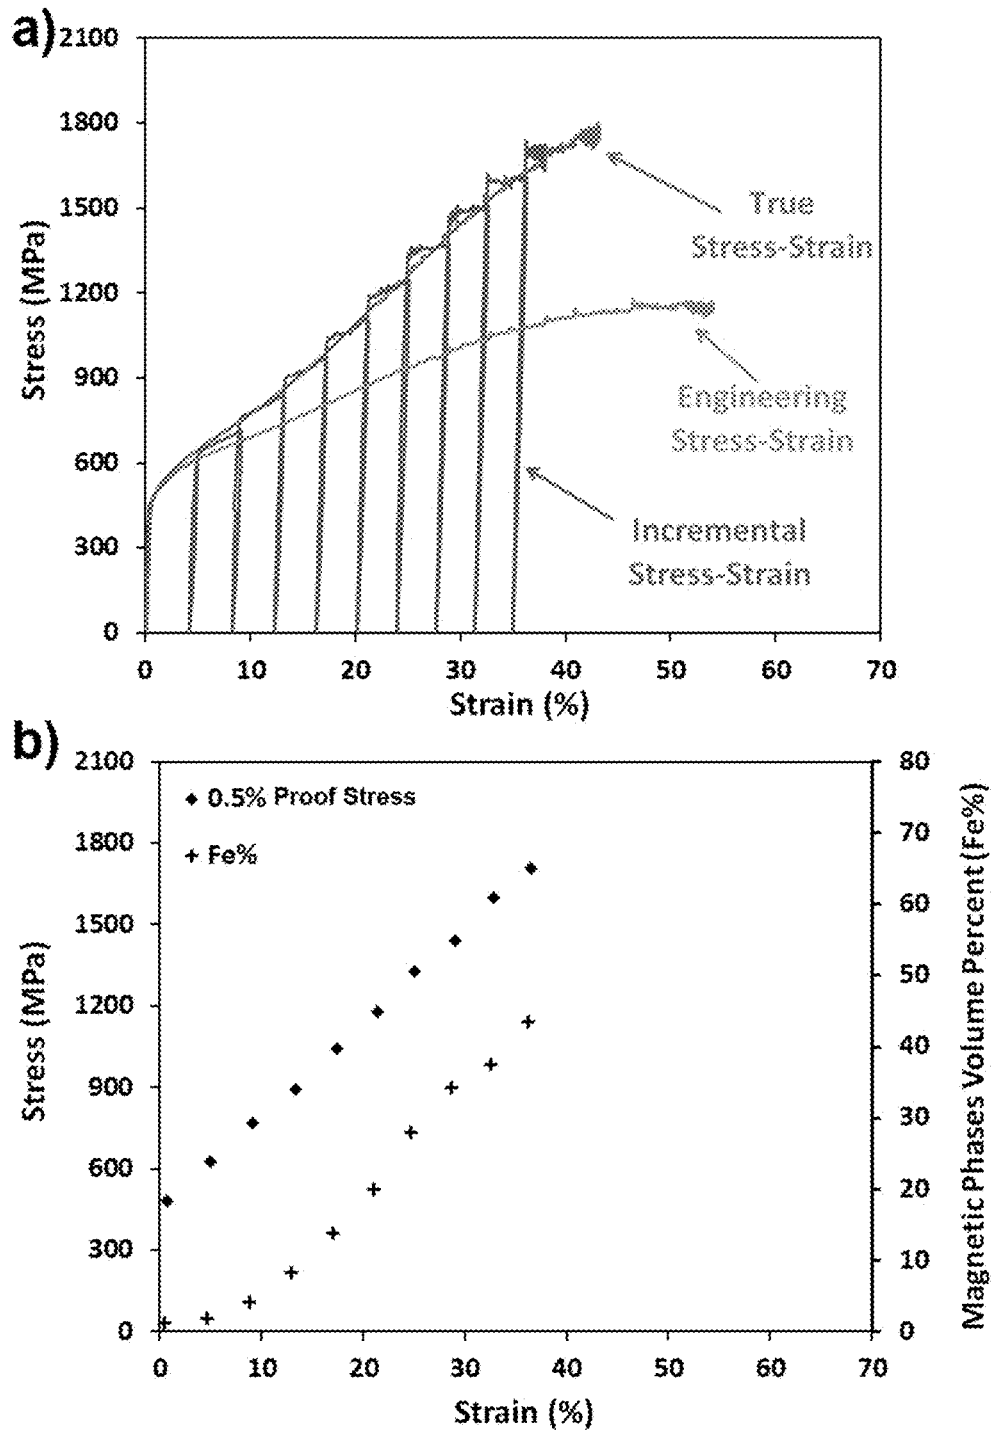 a)
2100
1800
1500
1200
900
600
300
0
Stress (MPa)
True
Stress-Strain
Engineering
Stress-Strain
Incremental
Stress-Strain
0 10 20 30 40 50 60 70
Strain (%)
b)
2100
1800
1500
1200
900
600
300
0
Stress (MPa)
0.5% Proof Stress
Fe%
80
70
60
50
40
30
20
10
0
Magnetic Phases Volume Percent (Fe%)
0 10 20 30 40 50 60 70
Strain (%)